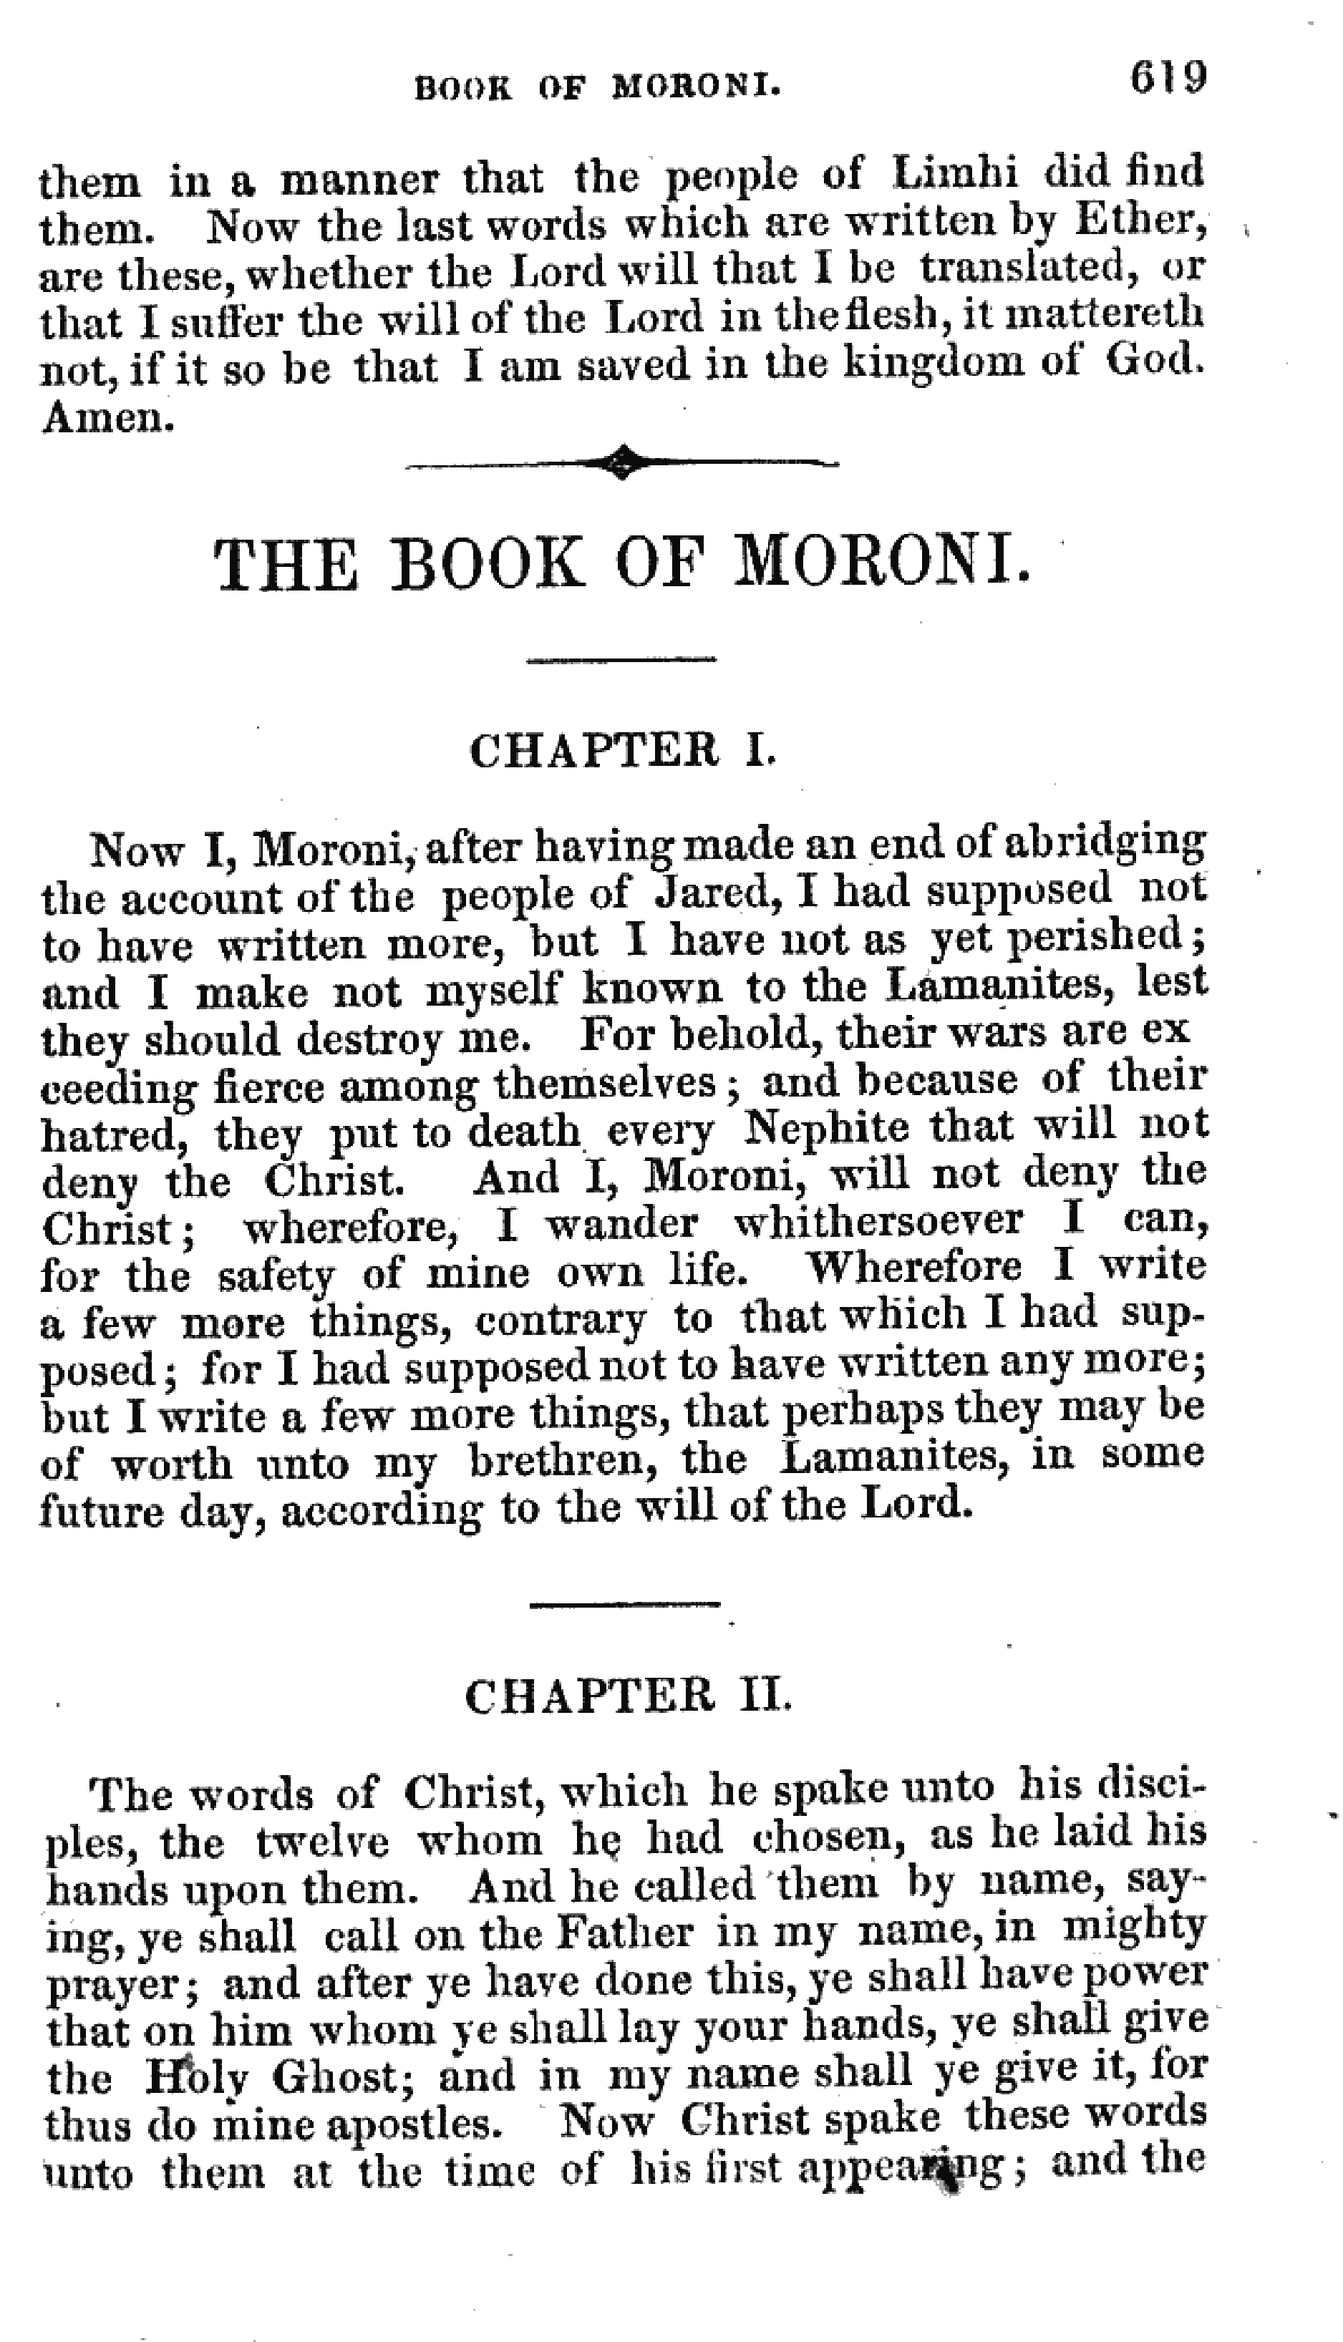 BOOK OF MORONI. 619
them in a manner that the people of Limhi did find
them. Now the last words which are written by Ether,
are these, whether the Lord will that I be translated, or
that I suffer the will of the Lord in the flesh, it mattereth
not, if it so be that I am saved in the kingdom of God.
Amen.
THE BOOK OF MORONI.
CHAPTER I.
Now I, Moroni, after having made an end of abridging
the account of the people of Jared, I had supposed not
to have written more, but I have not as yet perished;
and I make not myself known to the Lamanites, lest
they should destroy me. For behold, their wars are ex
ceeding fierce among themselves; and because of their
hatred, they put to death every Nephite that will not
deny the Christ. And I, Moroni, will not deny the
Christ; wherefore, I wander whithersoever I can,
for the safety of mine own life. Wherefore I write
a few more things, contrary to that which I had sup-
posed; for I had supposed not to have written any more;
but I write a few more things, that perhaps they may be
of worth unto my brethren, the Lamanites, in some
future day, according to the will of the Lord.
CHAPTER II.
The words of Christ, which he spake unto his disci-
ples, the twelve whom he had chosen, as he laid his
hands upon them. And he called them by name, say-
ing, ye shall call on the Father in my name, in mighty
prayer; and after ye have done this, ye shall have power
that on him whom ye shall lay your hands, ye shall give
the Holy Ghost; and in my name shall ye give it, for
thus do mine apostles. Now Christ spake these words
unto them at the time of his first appearing; and the